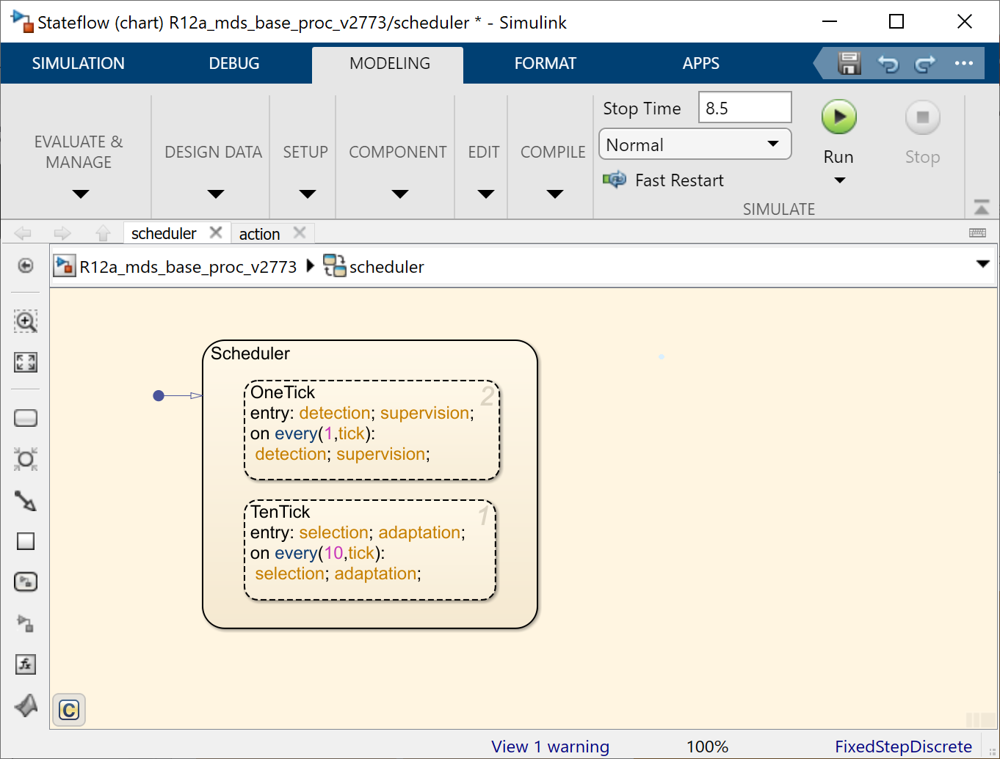 Stateflow (chart) R12a_mds_base_proc_v2773/scheduler * - Simulink
SIMULATION DEBUG MODELING FORMAT APPS
EVALUATE &
MANAGE
DESIGN DATA
SETUP
COMPONENT
EDIT
COMPILE
Stop Time 8.5
Normal
Fast Restart
Run
Stop
SIMULATE
scheduler action
R12a_mds_base_proc_v2773 scheduler
Scheduler
OneTick 2
entry: detection; supervision;
on every(1,tick):
detection; supervision;
TenTick 1
entry: selection; adaptation;
on every(10,tick):
selection; adaptation;
fx
C
View 1 warning 100% FixedStepDiscrete